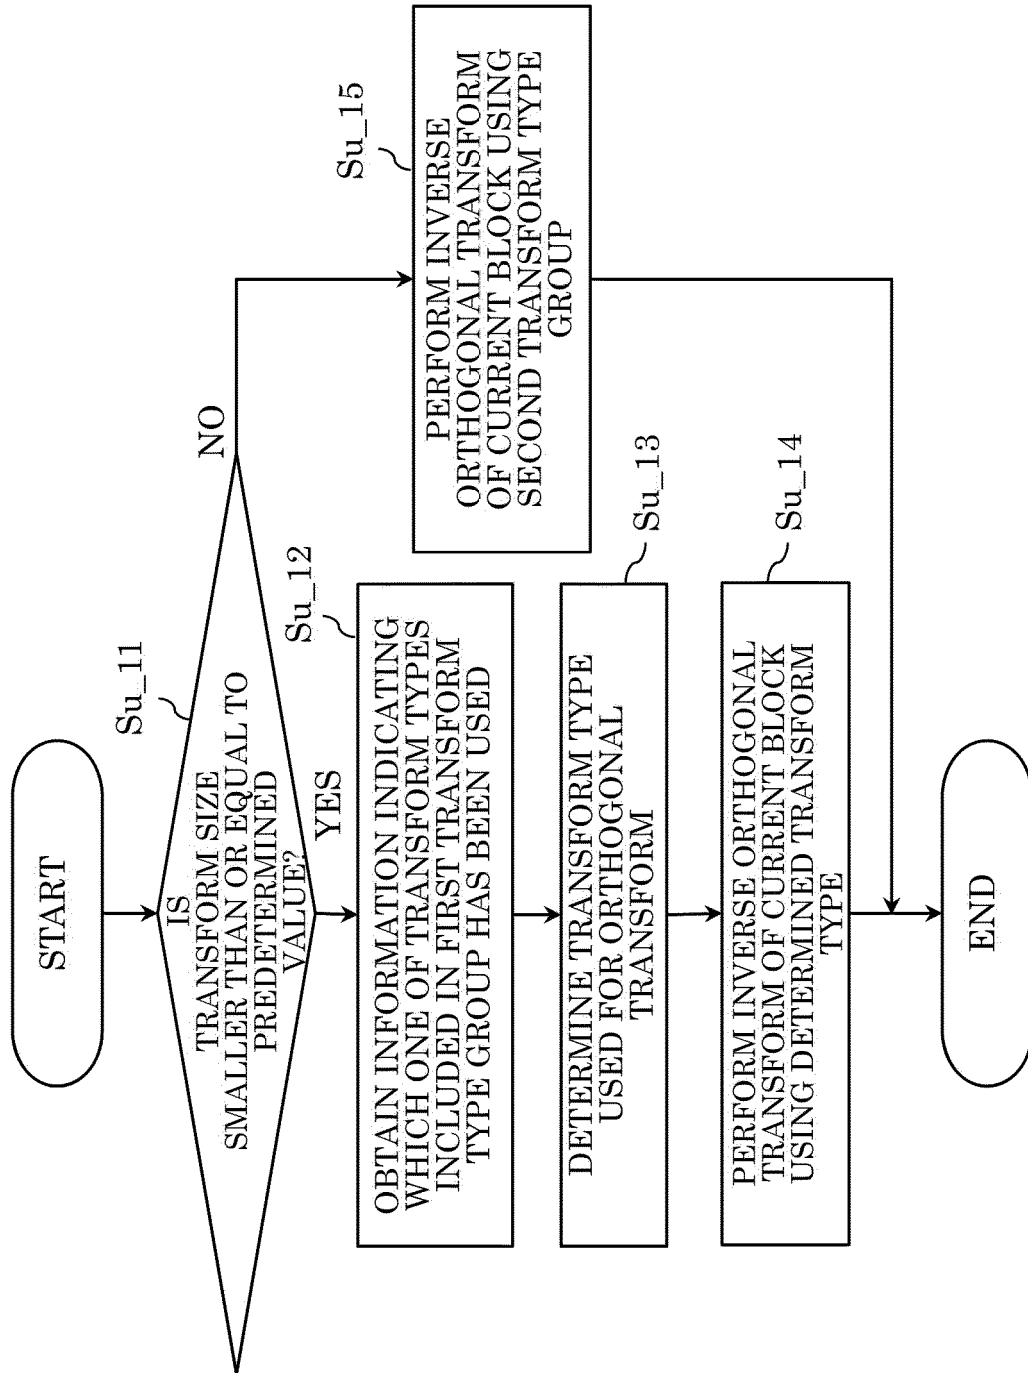 START
Su_11
IS
TRANSFORM SIZE
SMALLER THAN OR EQUAL TO
PREDETERMINED
VALUE?
NO
YES
Su_12
OBTAIN INFORMATION INDICATING
WHICH ONE OF TRANSFORM TYPES
INCLUDED IN FIRST TRANSFORM
TYPE GROUP HAS BEEN USED
Su_13
DETERMINE TRANSFORM TYPE
USED FOR ORTHOGONAL
TRANSFORM
Su_14
PERFORM INVERSE ORTHOGONAL
TRANSFORM OF CURRENT BLOCK
USING DETERMINED TRANSFORM
TYPE
Su_15
PERFORM INVERSE
ORTHOGONAL TRANSFORM
OF CURRENT BLOCK USING
SECOND TRANSFORM TYPE
GROUP
END